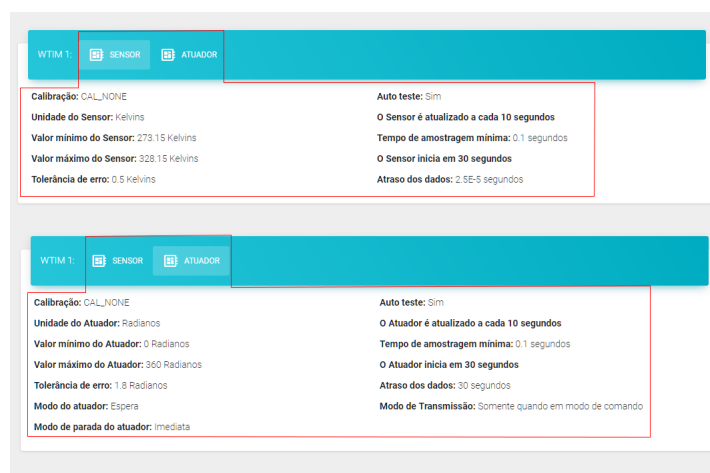 WTIM 1: SENSOR ATUADOR
Calibração: CAL_NONE
Unidade do Sensor: Kelvins
Valor mínimo do Sensor: 273.15 Kelvins
Valor máximo do Sensor: 328.15 Kelvins
Tolerância de erro: 0.5 Kelvins
Auto teste: Sim
O Sensor é atualizado a cada 10 segundos
Tempo de amostragem mínima: 0.1 segundos
O Sensor inicia em 30 segundos
Atraso dos dados: 2.5E-5 segundos
WTIM 1: SENSOR ATUADOR
Calibração: CAL_NONE
Unidade do Atuador: Radianos
Valor mínimo do Atuador: 0 Radianos
Valor máximo do Atuador: 360 Radianos
Tolerância de erro: 1.8 Radianos
Modo do atuador: Espera
Modo de parada do atuador: Imediata
Auto teste: Sim
O Atuador é atualizado a cada 10 segundos
Tempo de amostragem mínima: 0.1 segundos
O Atuador inicia em 30 segundos
Atraso dos dados: 30 segundos
Modo de Transmissão: Somente quando em modo de comando